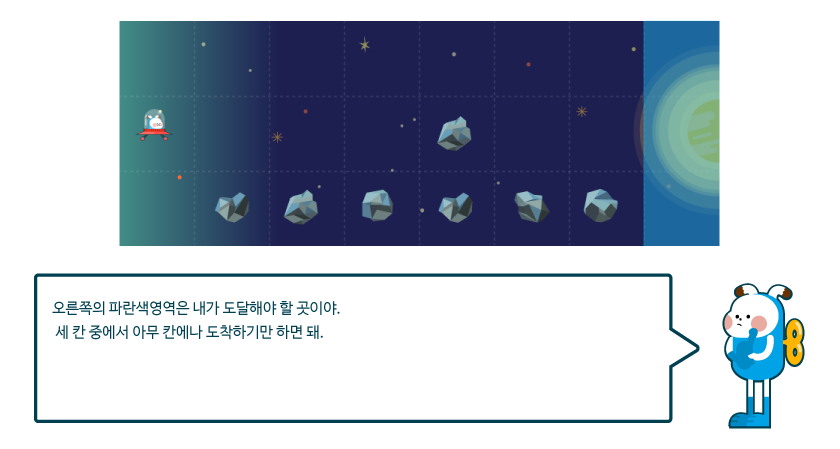 오른쪽의 파란색영역은 내가 도달해야 할 곳이야.
세 칸 중에서 아무 칸에나 도착하기만 하면 돼.